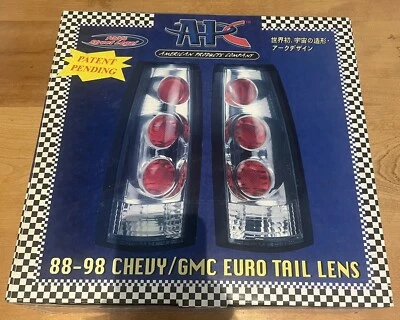 APC
AMERICAN PRODUCTS COMPANY
世界初、宇宙の造形・
アークデザイン
PATENT
PENDING
88-98 CHEVY/GMC EURO TAIL LENS